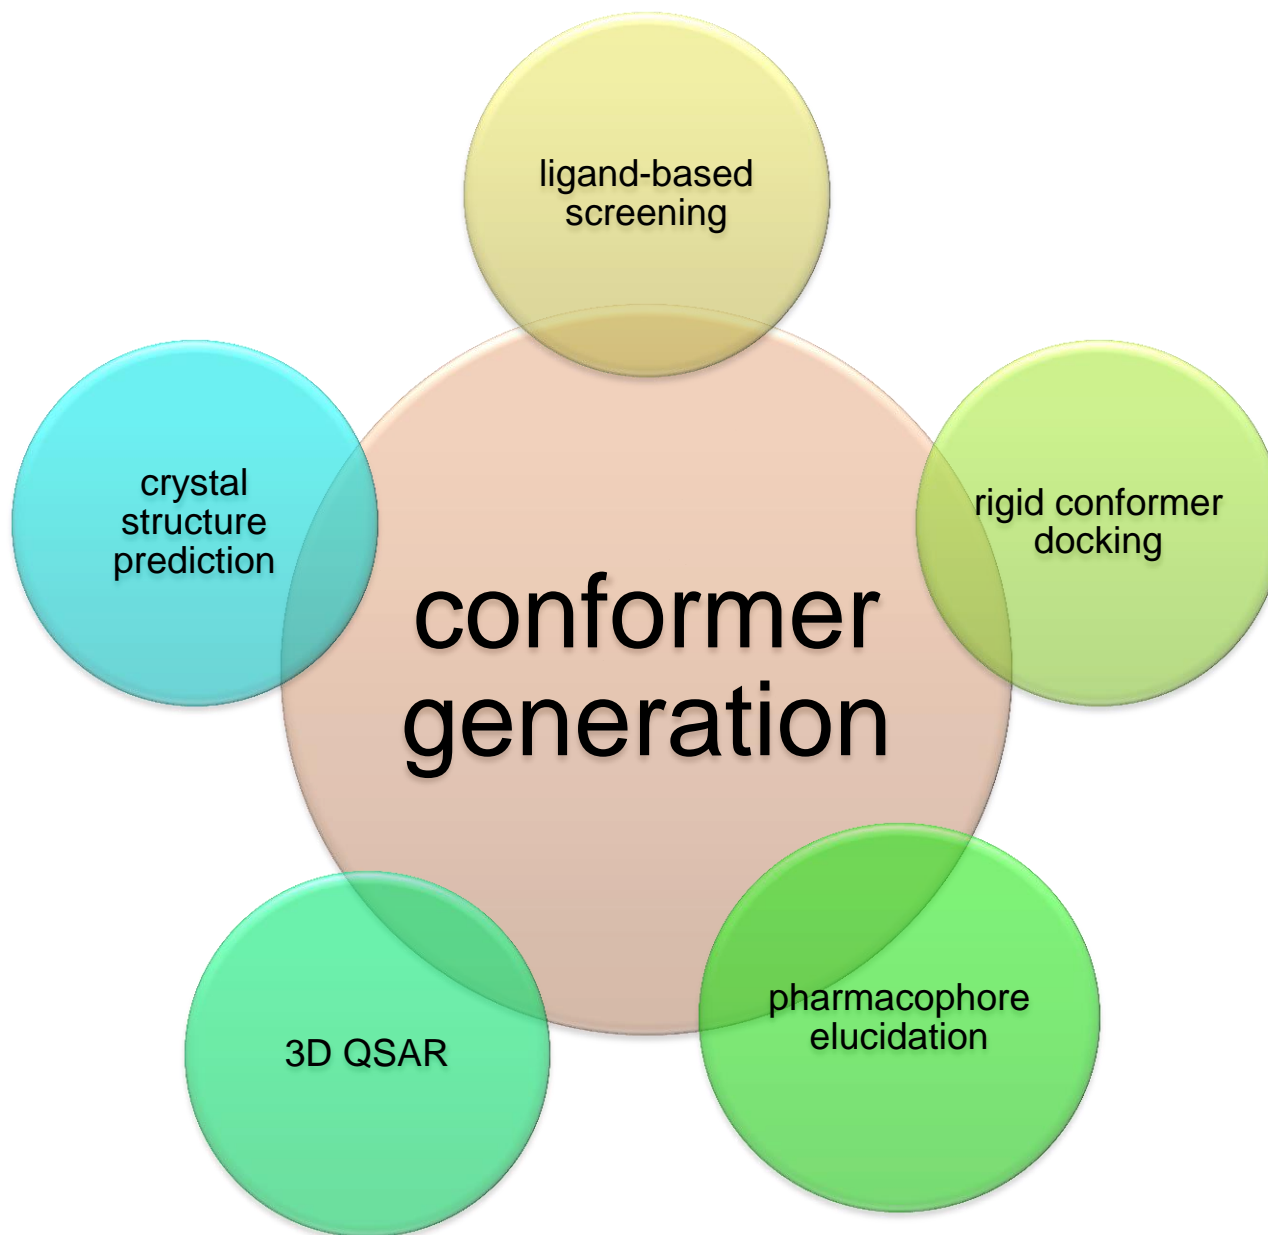 ligand-based
screening
crystal
structure
prediction
rigid conformer
docking
conformer
generation
pharmacophore
elucidation
3D QSAR